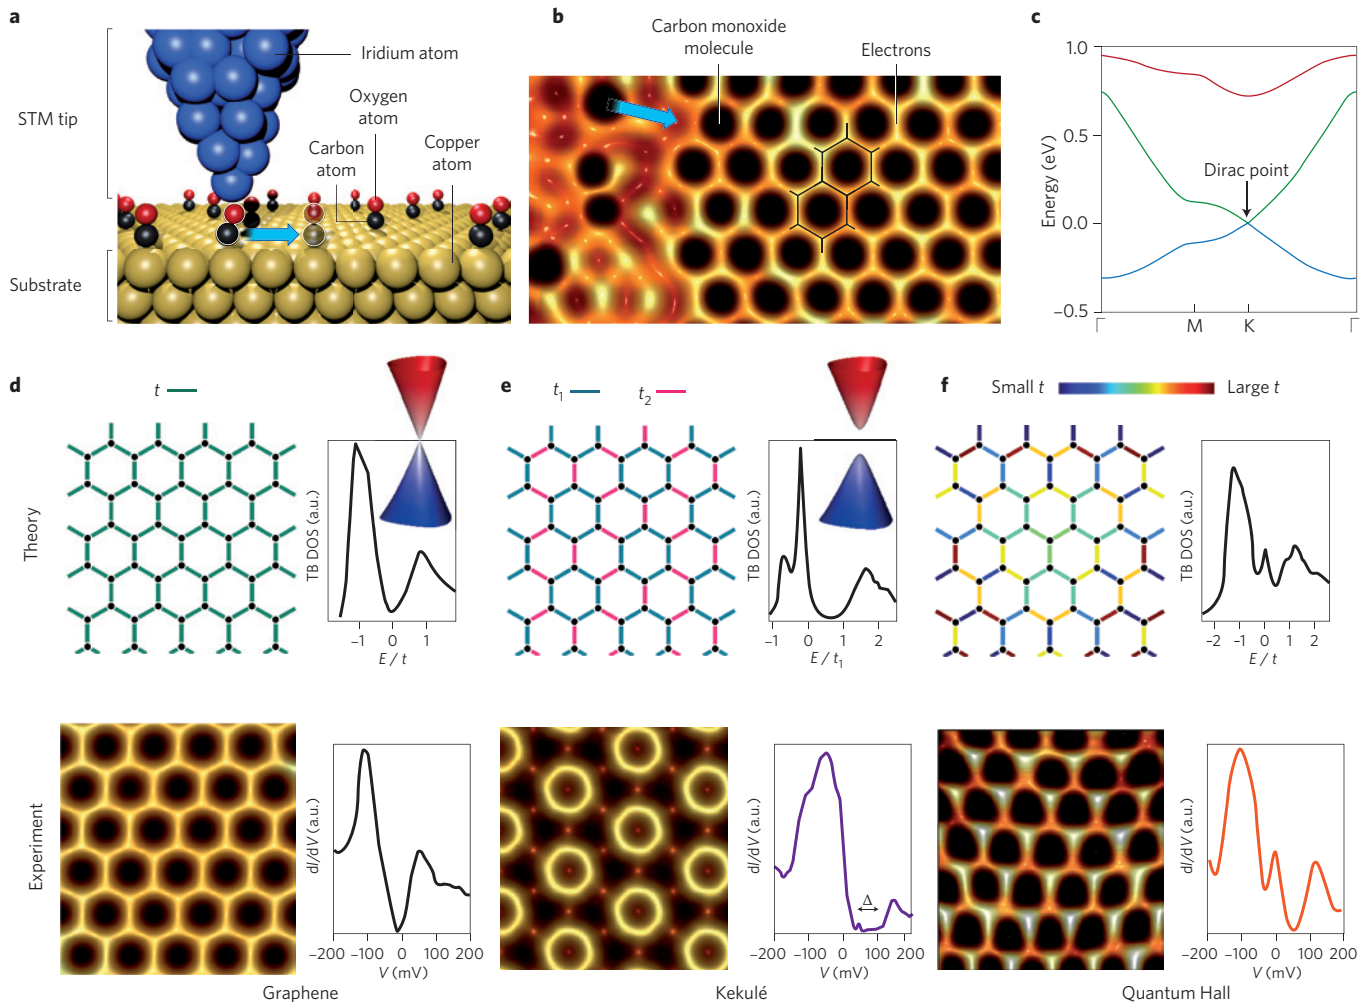 a
Iridium atom
STM tip
Oxygen
atom
Carbon
atom
Copper
atom
Substrate
b
Carbon monoxide
molecule
Electrons
c
1.0
0.5
0.0
−0.5
Energy (eV)
Dirac point
Γ
M
K
Γ
Theory
d
t
TB DOS (a.u.)
−1
0
1
E / t
e
t1
t2
TB DOS (a.u.)
−1
0
1
2
E / t1
f
Small t
Large t
TB DOS (a.u.)
−2
−1
0
1
2
E / t
Experiment
dI/dV (a.u.)
−200
−100
0
100
200
V (mV)
Graphene
dI/dV (a.u.)
Δ
−200
−100
0
100
200
V (mV)
Kekulé
dI/dV (a.u.)
−200
−100
0
100
200
V (mV)
Quantum Hall